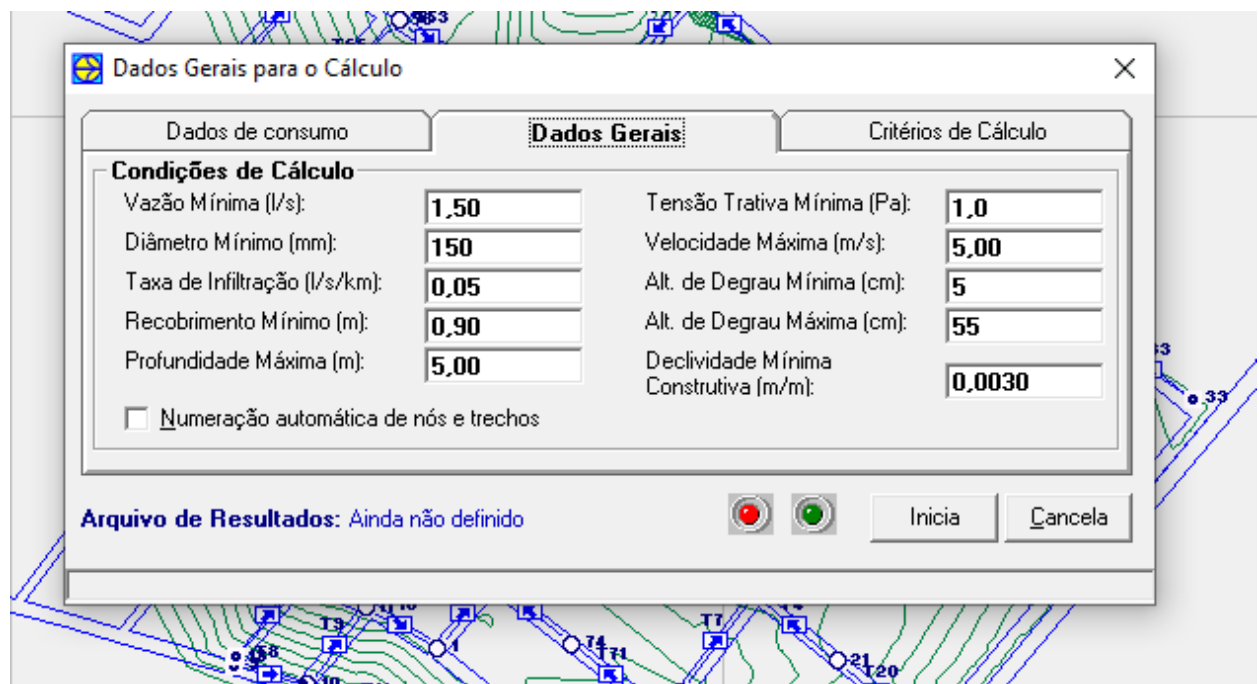 Dados Gerais para o Cálculo
Dados de consumo
Dados Gerais
Critérios de Cálculo
Condições de Cálculo
Vazão Mínima (l/s): 1,50
Diâmetro Mínimo (mm): 150
Taxa de Infiltração (l/s/km): 0,05
Recobrimento Mínimo (m): 0,90
Profundidade Máxima (m): 5,00
Numeração automática de nós e trechos
Tensão Trativa Mínima (Pa): 1,0
Velocidade Máxima (m/s): 5,00
Alt. de Degrau Mínima (cm): 5
Alt. de Degrau Máxima (cm): 55
Declividade Mínima
Construtiva (m/m): 0,0030
Arquivo de Resultados: Ainda não definido
Inicia
Cancela
33
T9
1
74
T71
T7
21
T20